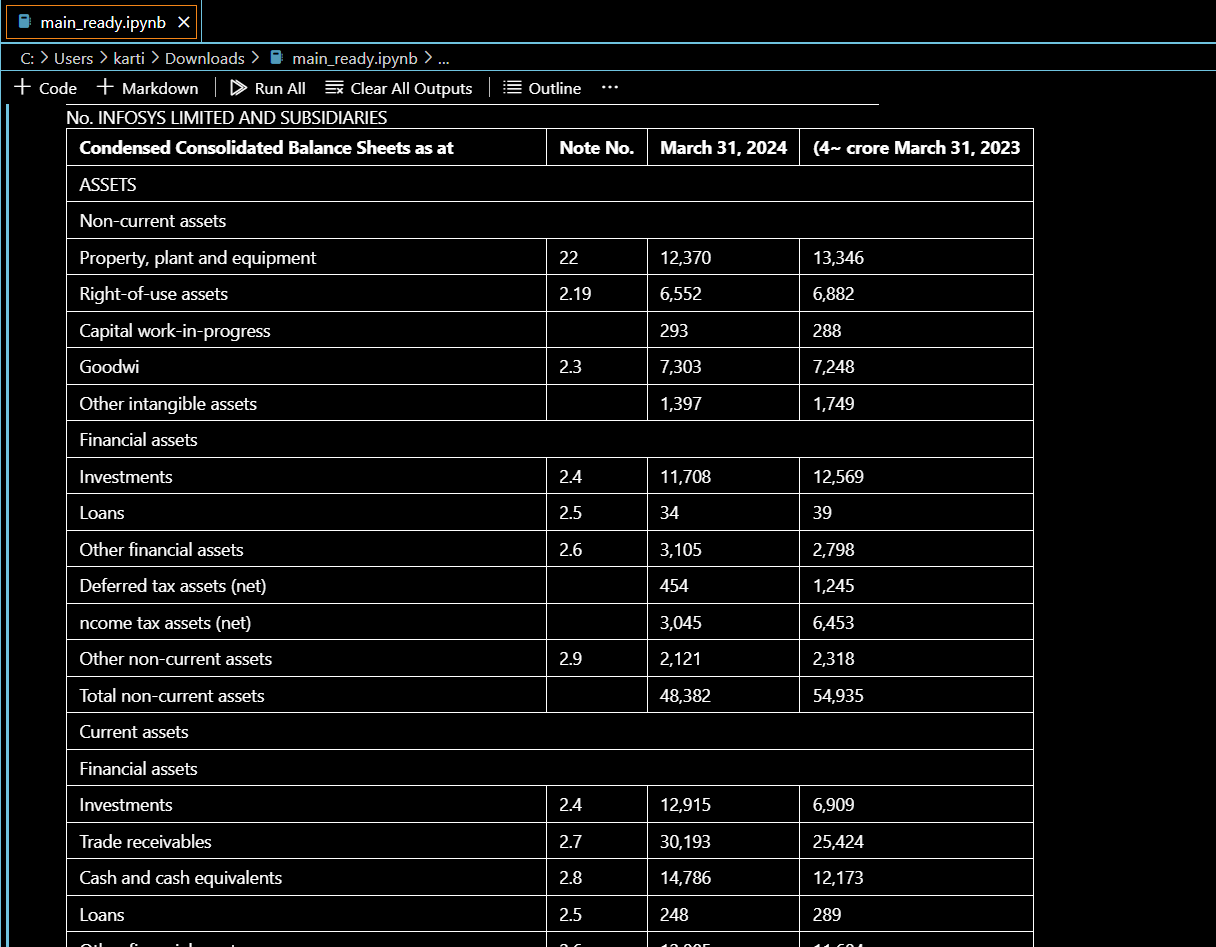 main_ready.ipynb
C: > Users > karti > Downloads > main_ready.ipynb > ...
+ Code + Markdown Run All Clear All Outputs Outline ...
No. INFOSYS LIMITED AND SUBSIDIARIES
Condensed Consolidated Balance Sheets as at Note No. March 31, 2024 (4~ crore March 31, 2023
ASSETS
Non-current assets
Property, plant and equipment 22 12,370 13,346
Right-of-use assets 2.19 6,552 6,882
Capital work-in-progress 293 288
Goodwi 2.3 7,303 7,248
Other intangible assets 1,397 1,749
Financial assets
Investments 2.4 11,708 12,569
Loans 2.5 34 39
Other financial assets 2.6 3,105 2,798
Deferred tax assets (net) 454 1,245
ncome tax assets (net) 3,045 6,453
Other non-current assets 2.9 2,121 2,318
Total non-current assets 48,382 54,935
Current assets
Financial assets
Investments 2.4 12,915 6,909
Trade receivables 2.7 30,193 25,424
Cash and cash equivalents 2.8 14,786 12,173
Loans 2.5 248 289